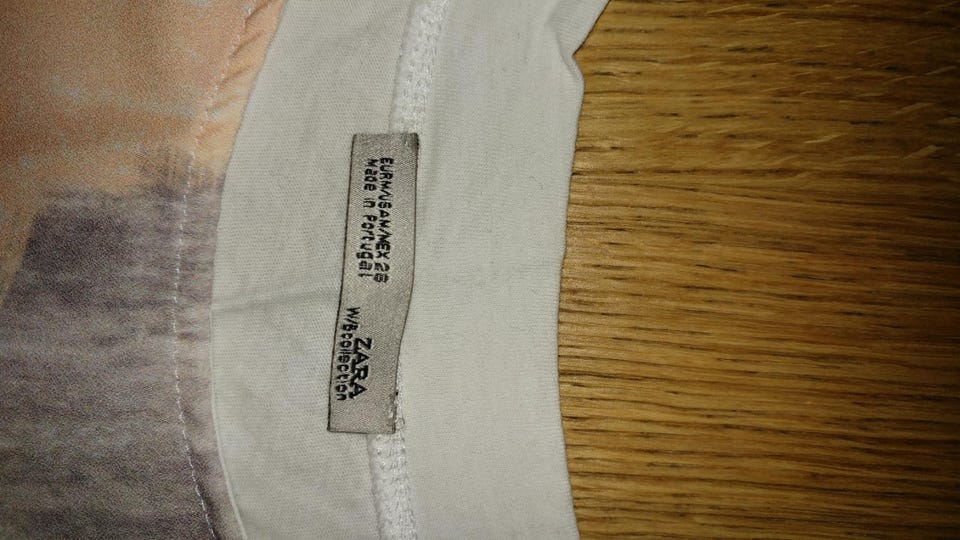 ZARA
W/B collection
EUR M/USA M/MEX 28
Made in Portugal